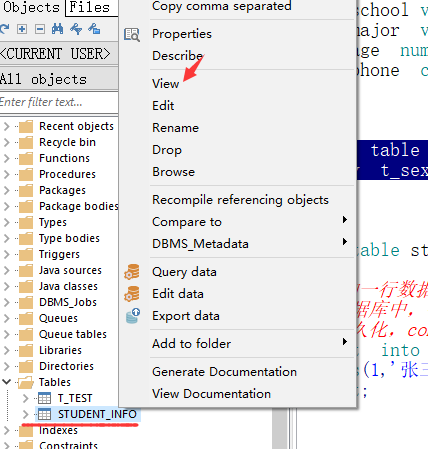 Objects Files
<CURRENT USER>
All objects
Enter filter text...
Recent objects
Recycle bin
Functions
Procedures
Packages
Package bodies
Types
Type bodies
Triggers
Java sources
Java classes
DBMS_Jobs
Queues
Queue tables
Libraries
Directories
Tables
T_TEST
STUDENT_INFO
Indexes
Constraints
Copy comma separated
Properties
Describe
View
Edit
Rename
Drop
Browse
Recompile referencing objects
Compare to
DBMS_Metadata
Query data
Edit data
Export data
Add to folder
Generate Documentation
View Documentation
school v
major v
age num
phone c
table
t_sex
able st
一行数据
据库中，
久化，co
into
(1,'张三
;